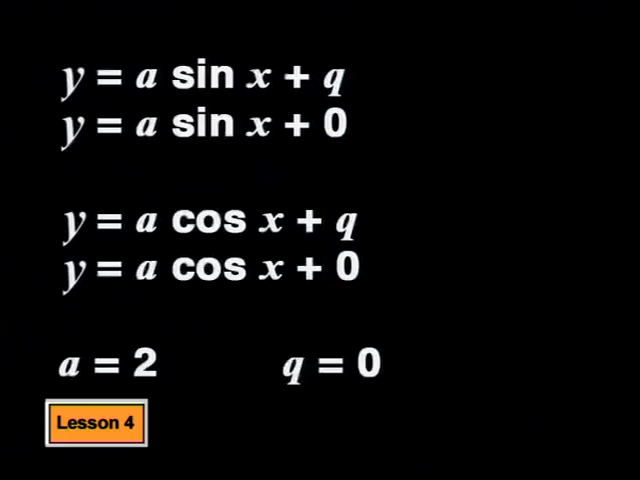 y = a sin x + q
y = a sin x + 0
y = a cos x + q
y = a cos x + 0
a = 2 q = 0
Lesson 4